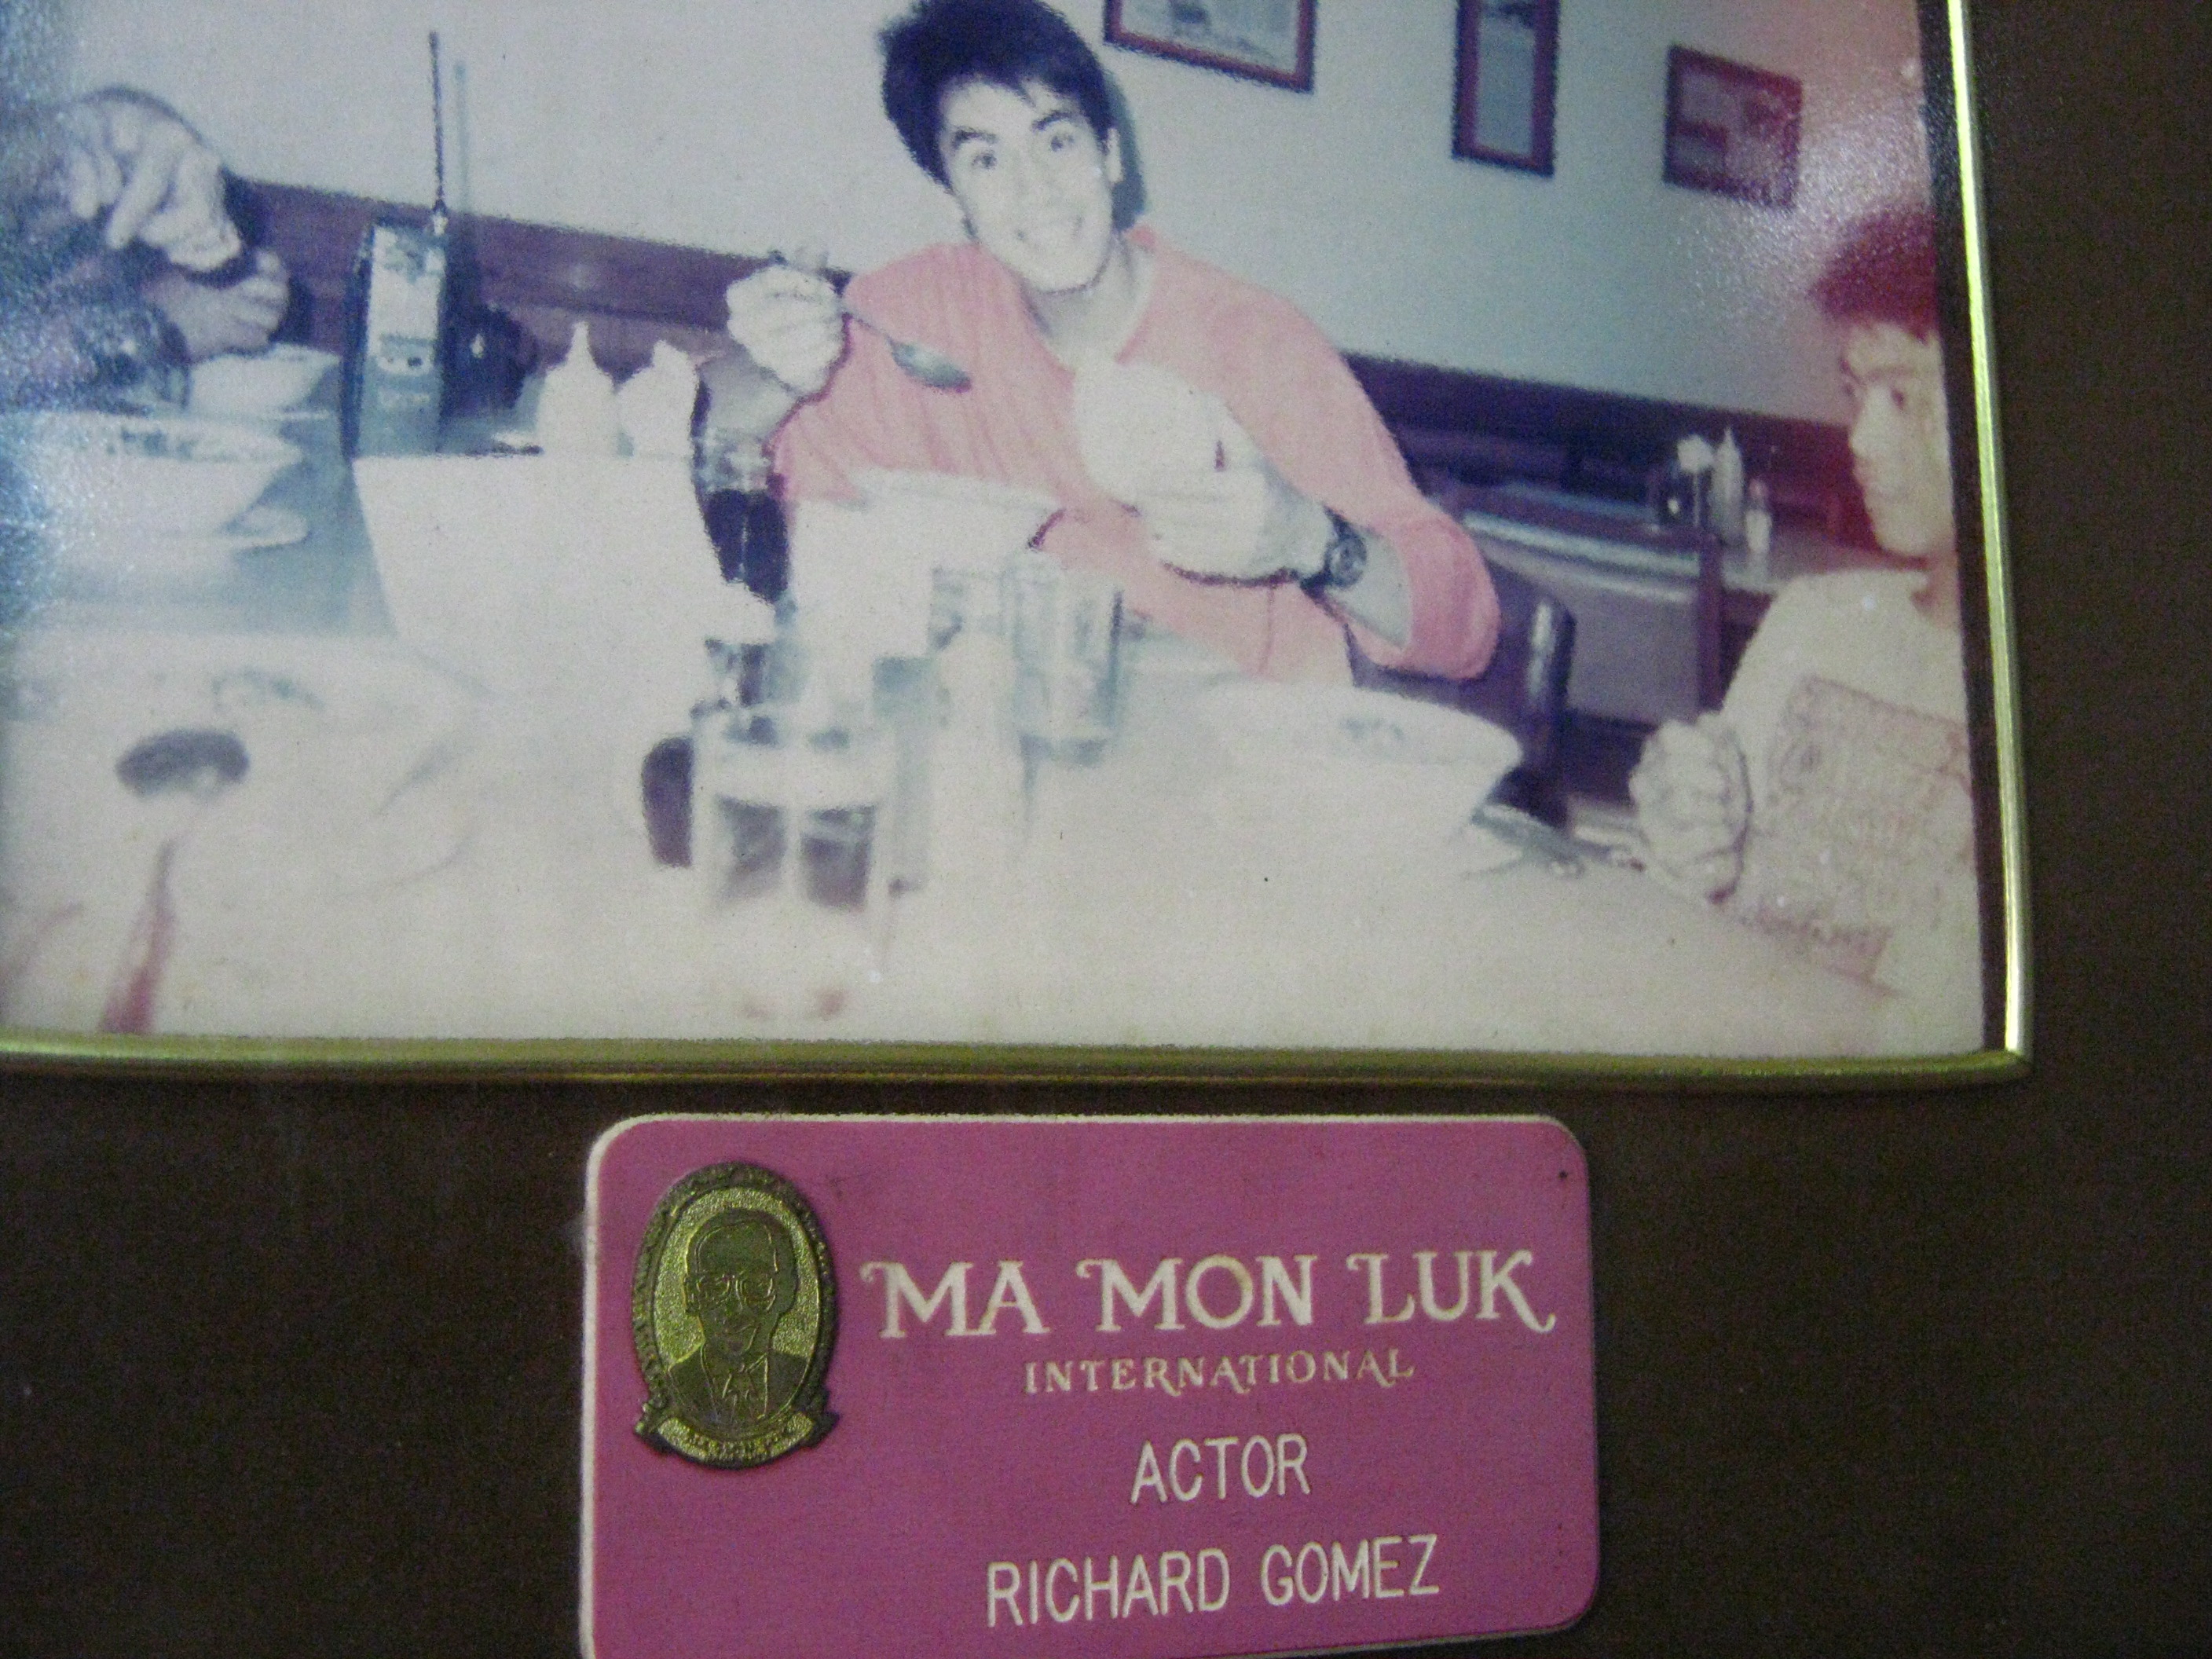 MA MON LUK
INTERNATIONAL
ACTOR
RICHARD GOMEZ